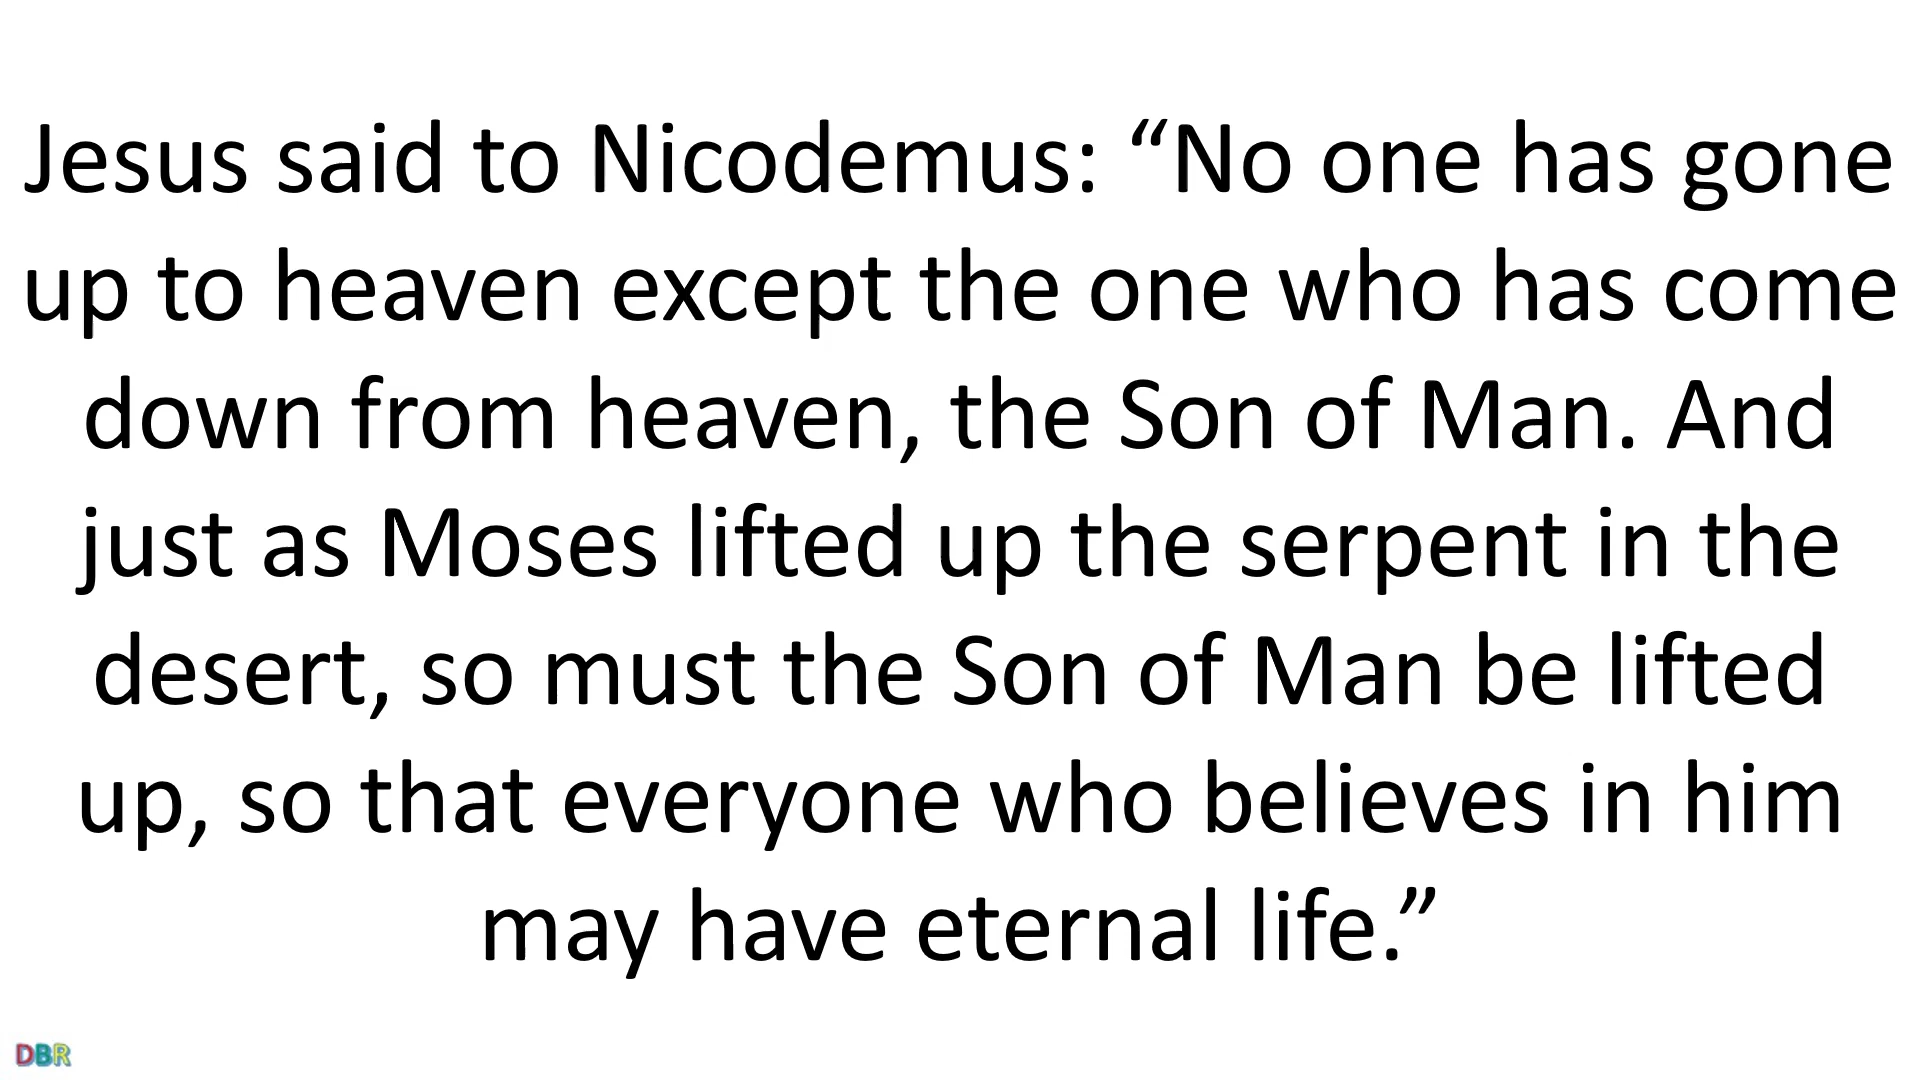 Jesus said to Nicodemus: “No one has gone
up to heaven except the one who has come
down from heaven, the Son of Man. And
just as Moses lifted up the serpent in the
desert, so must the Son of Man be lifted
up, so that everyone who believes in him
may have eternal life.”
DBR